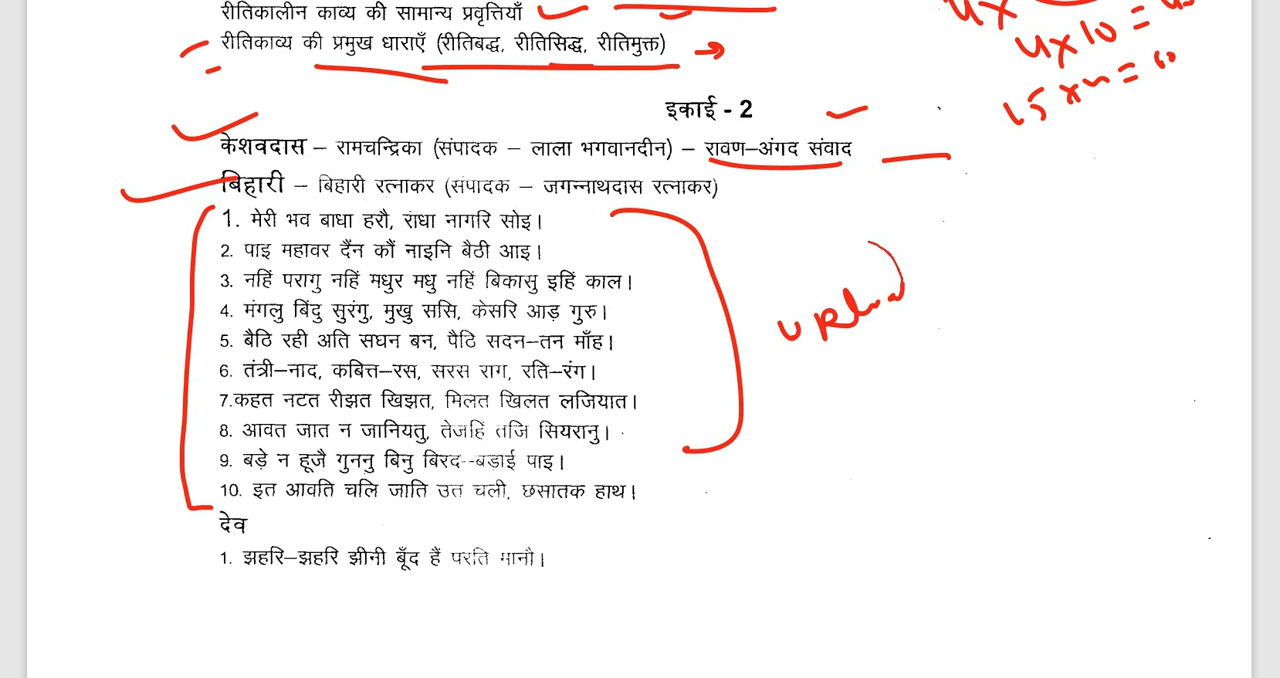 रीतिकालीन काव्य की सामान्य प्रवृत्तियाँ
रीतिकाव्य की प्रमुख धाराएँ (रीतिबद्ध, रीतिसिद्ध, रीतिमुक्त)
4x
4x10=
15xn=60
इकाई - 2
केशवदास – रामचन्द्रिका (संपादक – लाला भगवानदीन) – रावण–अंगद संवाद
बिहारी – बिहारी रत्नाकर (संपादक – जगन्नाथदास रत्नाकर)
1. मेरी भव बाधा हरौ, राधा नागरि सोइ।
2. पाइ महावर दैंन कौं नाइनि बैठी आइ।
3. नहिं परागु नहिं मधुर मधु नहिं बिकासु इहिं काल।
4. मंगलु बिंदु सुरंगु, मुखु ससि, केसरि आड़ गुरु।
5. बैठि रही अति सघन बन, पैठि सदन–तन माँह।
6. तंत्री–नाद, कबित्त–रस, सरस राग, रति–रंग।
7.कहत नटत रीझत खिझत, मिलत खिलत लजियात।
8. आवत जात न जानियतु, तेजहिं तजि सियरानु।
9. बड़े न हूजै गुननु बिनु बिरद--बड़ाई पाइ।
10. इत आवति चलि जाति उत चली, छसातक हाथ।
देव
1. झहरि–झहरि झीनी बूँद हैं परति मानौ।